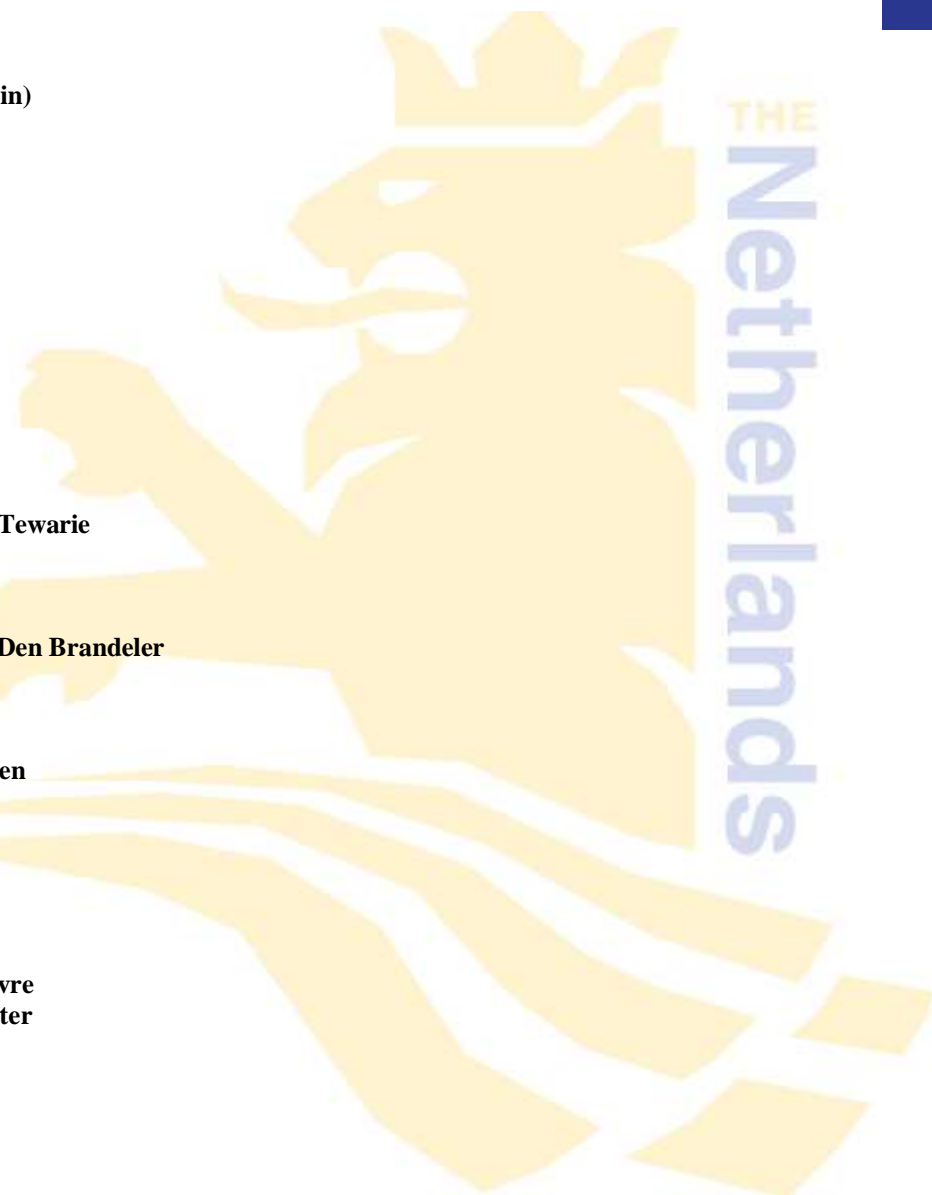 in)
THE
Netherlands
Tewarie
Den Brandeler
en
vre
ter